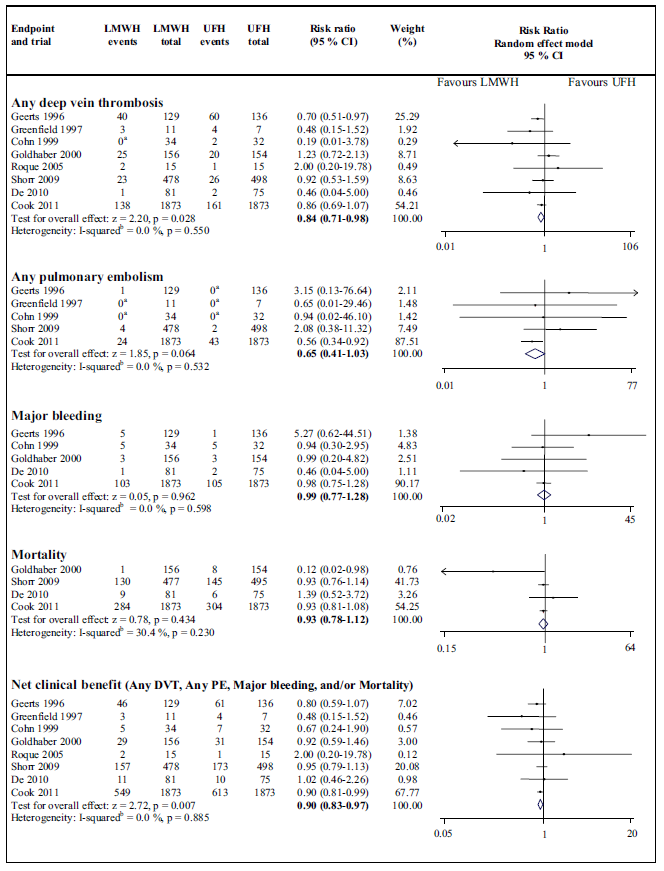 Endpoint and trial LMWH events LMWH total UFH events UFH total Risk ratio (95 % CI) Weight (%) Risk Ratio Random effect model 95 % CI
Favours LMWH Favours UFH
Any deep vein thrombosis
Geerts 1996 40 129 60 136 0.70 (0.51-0.97) 25.29
Greenfield 1997 3 11 4 7 0.48 (0.15-1.52) 1.92
Cohn 1999 0a 34 2 32 0.19 (0.01-3.78) 0.29
Goldhaber 2000 25 156 20 154 1.23 (0.72-2.13) 8.71
Roque 2005 2 15 1 15 2.00 (0.20-19.78) 0.49
Shorr 2009 23 478 26 498 0.92 (0.53-1.59) 8.63
De 2010 1 81 2 75 0.46 (0.04-5.00) 0.46
Cook 2011 138 1873 161 1873 0.86 (0.69-1.07) 54.21
Test for overall effect: z = 2.20, p = 0.028 0.84 (0.71-0.98) 100.00
Heterogeneity: I-squaredb = 0.0 %, p = 0.550
0.01 1 106
Any pulmonary embolism
Geerts 1996 1 129 0a 136 3.15 (0.13-76.64) 2.11
Greenfield 1997 0a 11 0a 7 0.65 (0.01-29.46) 1.48
Cohn 1999 0a 34 0a 32 0.94 (0.02-46.10) 1.42
Shorr 2009 4 478 2 498 2.08 (0.38-11.32) 7.49
Cook 2011 24 1873 43 1873 0.56 (0.34-0.92) 87.51
Test for overall effect: z = 1.85, p = 0.064 0.65 (0.41-1.03) 100.00
Heterogeneity: I-squaredb = 0.0 %, p = 0.532
0.01 1 77
Major bleeding
Geerts 1996 5 129 1 136 5.27 (0.62-44.51) 1.38
Cohn 1999 5 34 5 32 0.94 (0.30-2.95) 4.83
Goldhaber 2000 3 156 3 154 0.99 (0.20-4.82) 2.51
De 2010 1 81 2 75 0.46 (0.04-5.00) 1.11
Cook 2011 103 1873 105 1873 0.98 (0.75-1.28) 90.17
Test for overall effect: z = 0.05, p = 0.962 0.99 (0.77-1.28) 100.00
Heterogeneity: I-squaredb = 0.0 %, p = 0.598
0.02 1 45
Mortality
Goldhaber 2000 1 156 8 154 0.12 (0.02-0.98) 0.76
Shorr 2009 130 477 145 495 0.93 (0.76-1.14) 41.73
De 2010 9 81 6 75 1.39 (0.52-3.72) 3.26
Cook 2011 284 1873 304 1873 0.93 (0.81-1.08) 54.25
Test for overall effect: z = 0.78, p = 0.434 0.93 (0.78-1.12) 100.00
Heterogeneity: I-squaredb = 30.4 %, p = 0.230
0.15 1 64
Net clinical benefit (Any DVT, Any PE, Major bleeding, and/or Mortality)
Geerts 1996 46 129 61 136 0.80 (0.59-1.07) 7.02
Greenfield 1997 3 11 4 7 0.48 (0.15-1.52) 0.46
Cohn 1999 5 34 7 32 0.67 (0.24-1.90) 0.57
Goldhaber 2000 29 156 31 154 0.92 (0.59-1.46) 3.00
Roque 2005 2 15 1 15 2.00 (0.20-19.78) 0.12
Shorr 2009 157 478 173 498 0.95 (0.79-1.13) 20.08
De 2010 11 81 10 75 1.02 (0.46-2.26) 0.98
Cook 2011 549 1873 613 1873 0.90 (0.81-0.99) 67.77
Test for overall effect: z = 2.72, p = 0.007 0.90 (0.83-0.97) 100.00
Heterogeneity: I-squaredb = 0.0 %, p = 0.885
0.05 1 20